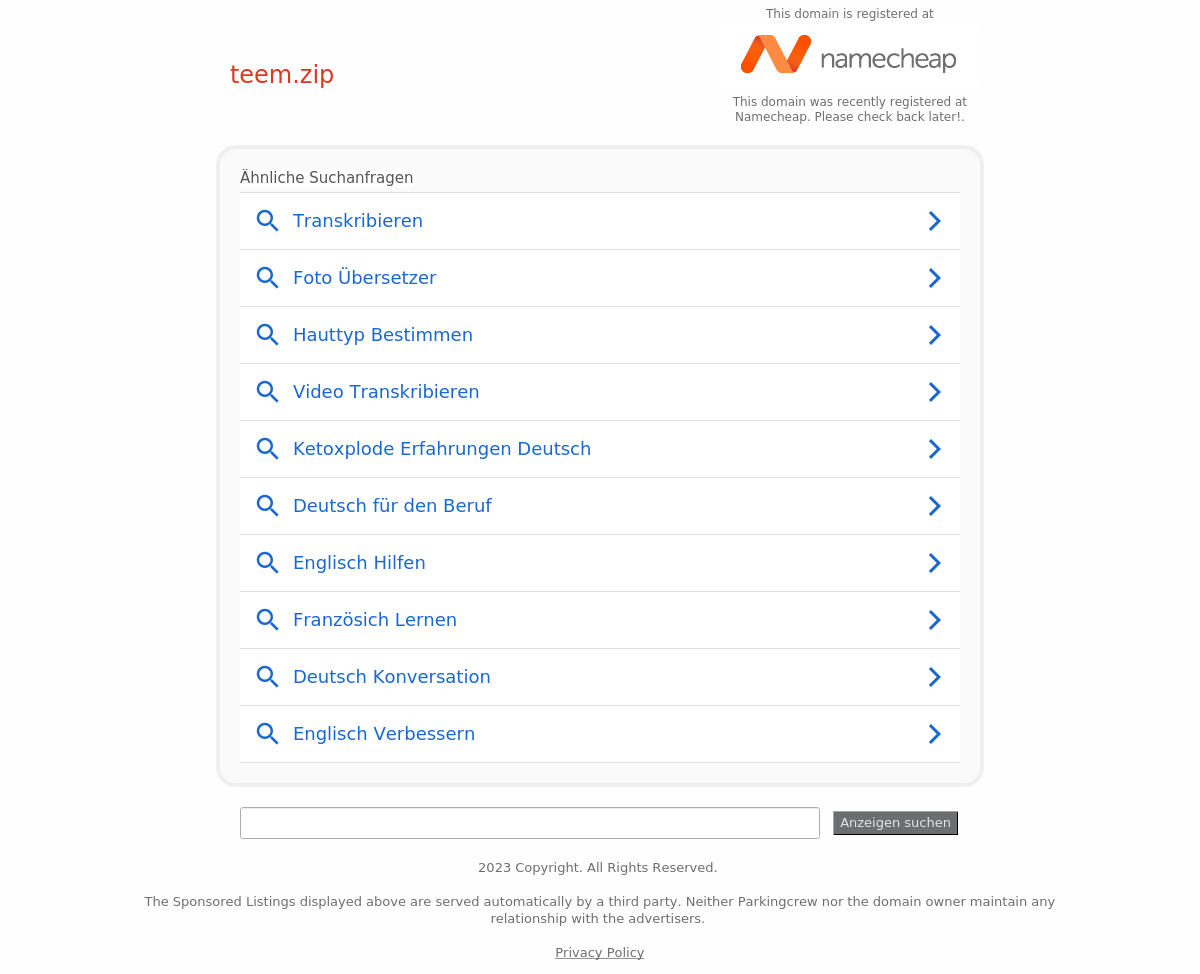 This domain is registered at
namecheap
teem.zip
This domain was recently registered at
Namecheap. Please check back later!.
Ähnliche Suchanfragen
Transkribieren
Foto Übersetzer
Hauttyp Bestimmen
Video Transkribieren
Ketoxplode Erfahrungen Deutsch
Deutsch für den Beruf
Englisch Hilfen
Französich Lernen
Deutsch Konversation
Englisch Verbessern
Anzeigen suchen
2023 Copyright. All Rights Reserved.
The Sponsored Listings displayed above are served automatically by a third party. Neither Parkingcrew nor the domain owner maintain any
relationship with the advertisers.
Privacy Policy